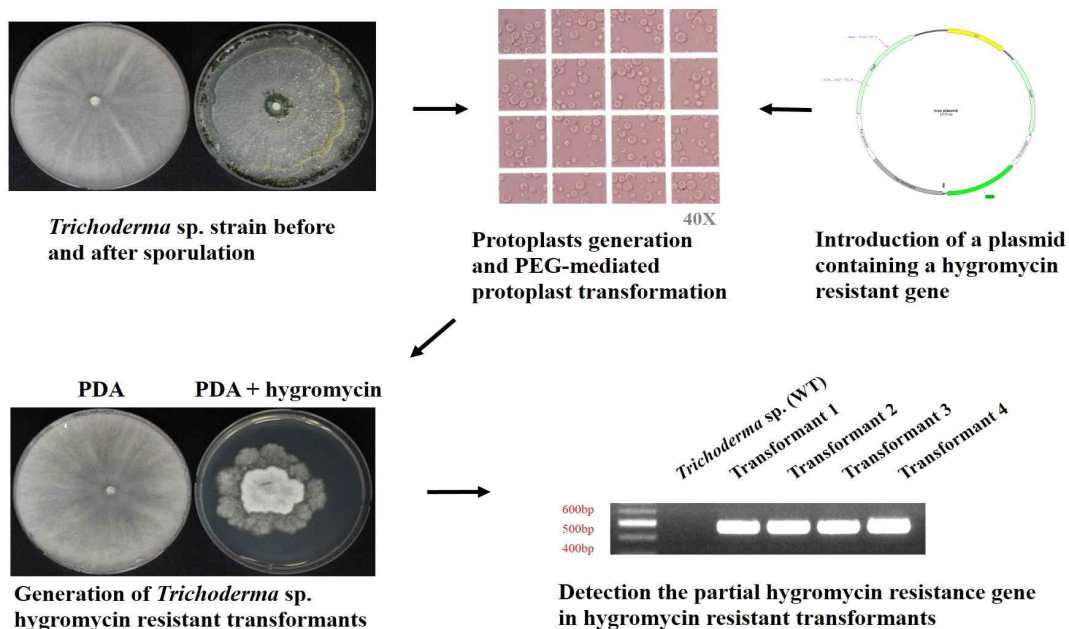 40X
Trichoderma sp. strain before
and after sporulation
Protoplasts generation
and PEG-mediated
protoplast transformation
Introduction of a plasmid
containing a hygromycin
resistant gene
PDA
PDA + hygromycin
Trichoderma sp. (WT)
Transformant 1
Transformant 2
Transformant 3
Transformant 4
600bp
500bp
400bp
Generation of Trichoderma sp.
hygromycin resistant transformants
Detection the partial hygromycin resistance gene
in hygromycin resistant transformants